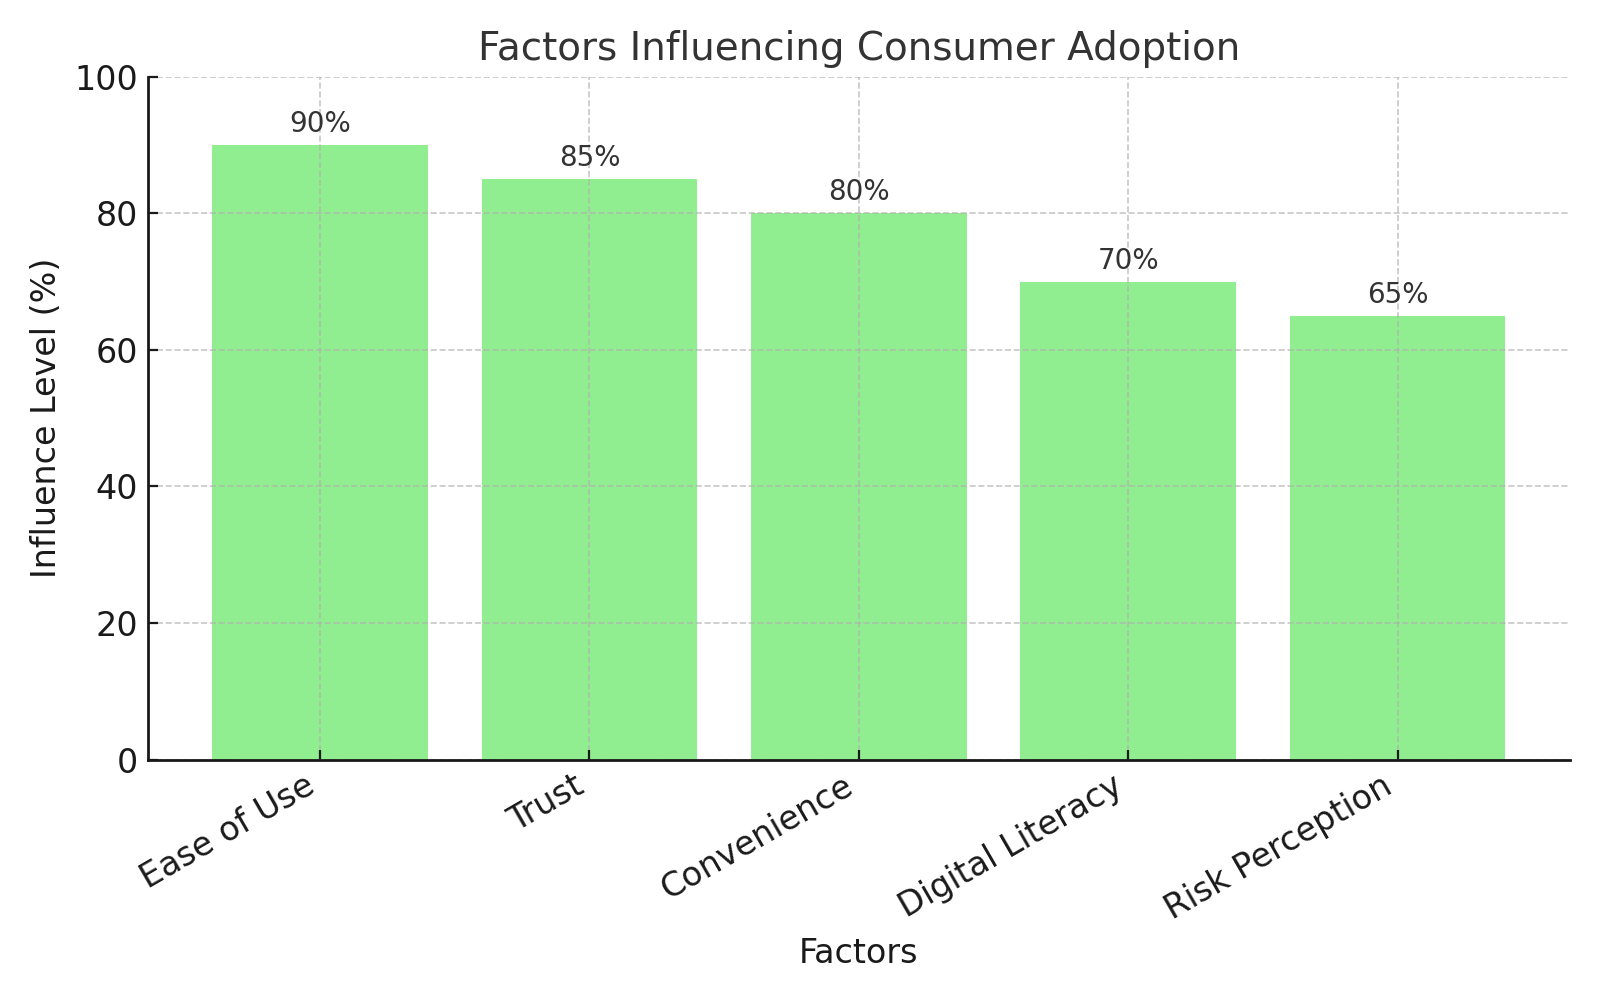 Factors Influencing Consumer Adoption
Influence Level (%)
100
80
60
40
20
0
90%
85%
80%
70%
65%
Ease of Use
Trust
Convenience
Digital Literacy
Risk Perception
Factors